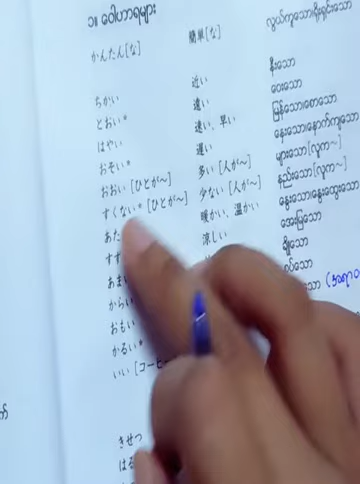 ၁။ ဝေါဟာရများ
かんたん[な] 簡単[な] လွယ်ကူသော၊ရိုးရှင်းသော
ちかい 近い နီးသော
とおい* 遠い ဝေးသော
はやい 速い、早い မြန်သော၊စောသော
おそい* 遅い နှေးသော၊နောက်ကျသော
おおい [ひとが～] 多い [人が～] များသော[လူက～]
すくない* [ひとが～] 少ない [人が～] နည်းသော[လူက～]
あた 暖かい、温かい နွေးသော၊နွေးထွေးသော
すず 涼しい အေးမြသော
あま ချိုသော
からい စပ်သော
おもい
かるい*
いい [コーヒー
きせつ
はる